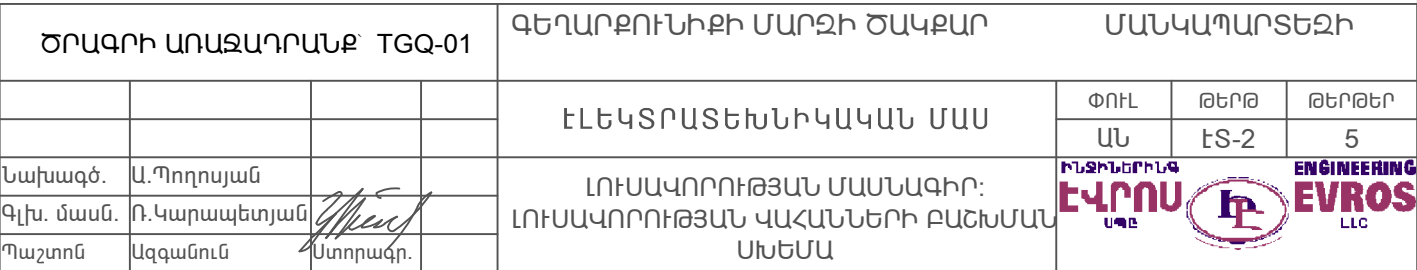 ԾՐԱԳՐԻ ԱՌԱՋԱԴՐԱՆՔ՝ TGQ-01
ԳԵՂԱՐՔՈՒՆԻՔԻ ՄԱՐԶԻ ԾԱԿՔԱՐ ՄԱՆԿԱՊԱՐՏԵԶԻ
ԷԼԵԿՏՐԱՏԵԽՆԻԿԱԿԱՆ ՄԱՍ
ՓՈՒԼ ԹԵՐԹ ԹԵՐԹԵՐ
ԱՆ ԷՏ-2 5
Նախագծ. Ա.Պողոսյան
Գլխ. մասն. Ռ.Կարապետյան
Պաշտոն Ազգանուն Ստորագր.
ԼՈՒՍԱՎՈՐՈՒԹՅԱՆ ՄԱՍՆԱԳԻՐ:
ԼՈՒՍԱՎՈՐՈՒԹՅԱՆ ՎԱՀԱՆՆԵՐԻ ԲԱՇԽՄԱՆ
ՍԽԵՄԱ
ԻՆՋԻՆԵՐԻՆԳ
ԷՎՐՈՍ
ՍՊԸ
ENGINEERING
EVROS
LLC